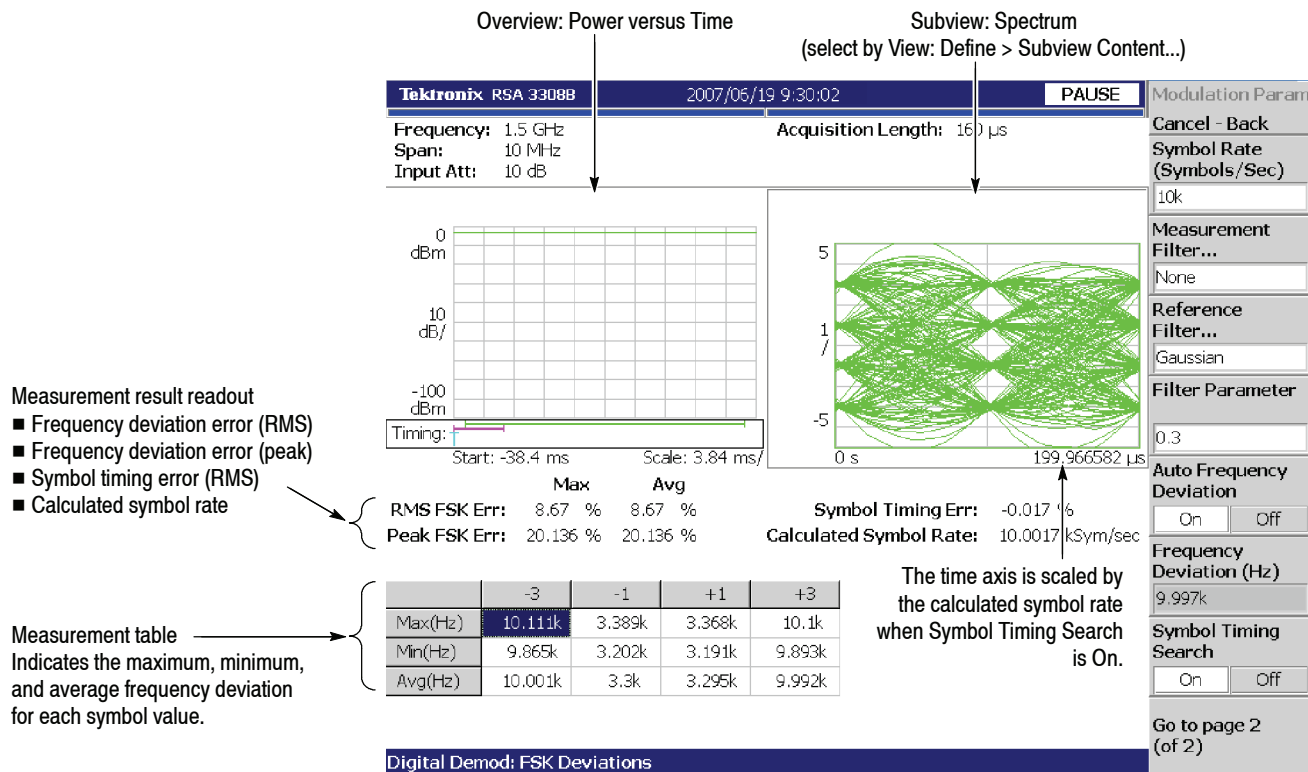 Overview: Power versus Time
Subview: Spectrum
(select by View: Define > Subview Content...)
Tektronix RSA 3308B 2007/06/19 9:30:02 PAUSE
Frequency: 1.5 GHz
Span: 10 MHz
Input Att: 10 dB
Acquisition Length: 160 µs
0
dBm
10
dB/
-100
dBm
Timing:
Start: -38.4 ms Scale: 3.84 ms/
5
1
/
-5
0 s 199.966582 µs
Measurement result readout
■ Frequency deviation error (RMS)
■ Frequency deviation error (peak)
■ Symbol timing error (RMS)
■ Calculated symbol rate
Max Avg
RMS FSK Err: 8.67 % 8.67 %
Peak FSK Err: 20.136 % 20.136 %
Symbol Timing Err: -0.017 %
Calculated Symbol Rate: 10.0017 kSym/sec
The time axis is scaled by
the calculated symbol rate
when Symbol Timing Search
is On.
Measurement table
Indicates the maximum, minimum,
and average frequency deviation
for each symbol value.
-3 -1 +1 +3
Max(Hz) 10.111k 3.389k 3.368k 10.1k
Min(Hz) 9.865k 3.202k 3.191k 9.893k
Avg(Hz) 10.001k 3.3k 3.295k 9.992k
Digital Demod: FSK Deviations
Modulation Param
Cancel - Back
Symbol Rate
(Symbols/Sec)
10k
Measurement
Filter...
None
Reference
Filter...
Gaussian
Filter Parameter
0.3
Auto Frequency
Deviation
On Off
Frequency
Deviation (Hz)
9.997k
Symbol Timing
Search
On Off
Go to page 2
(of 2)